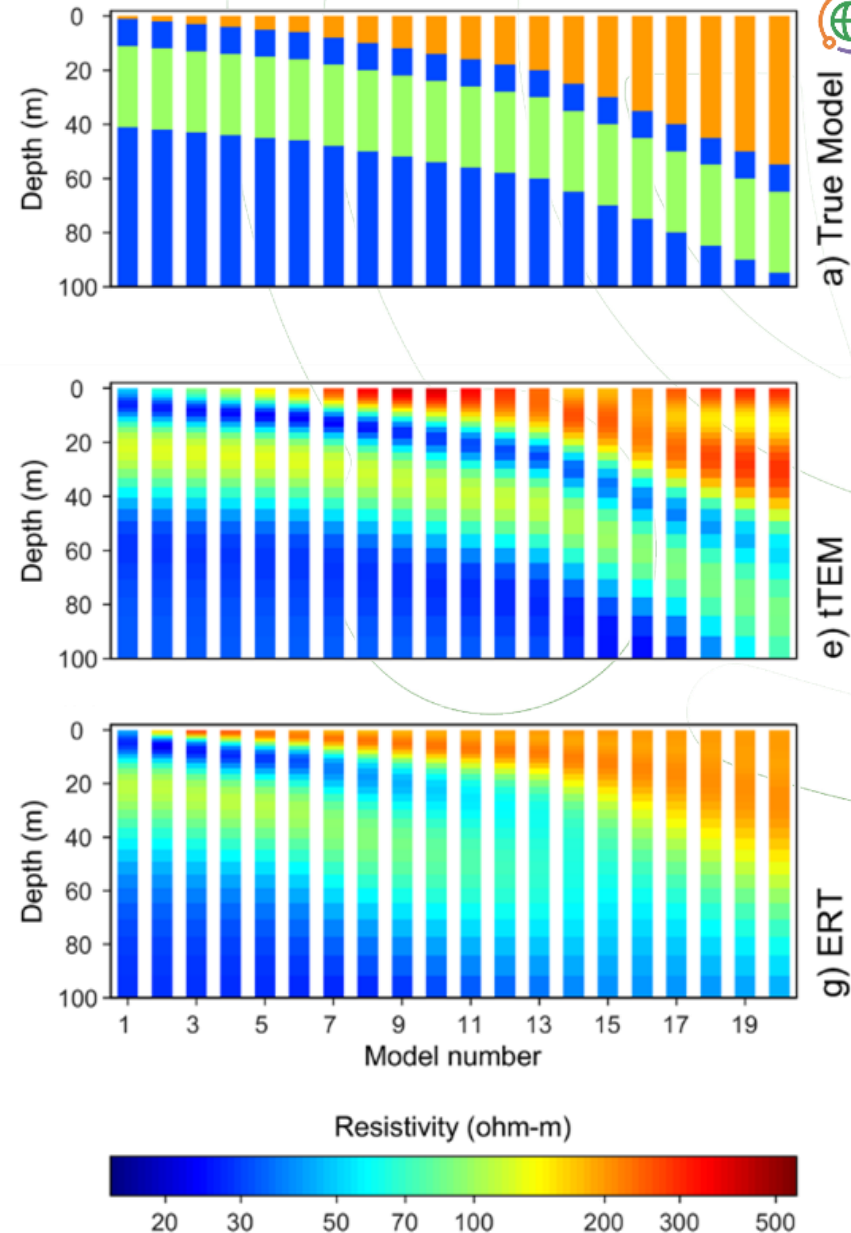 0
20
40
60
80
100
Depth (m)
a) True Model
0
20
40
60
80
100
Depth (m)
e) tTEM
0
20
40
60
80
100
Depth (m)
g) ERT
1 3 5 7 9 11 13 15 17 19
Model number
Resistivity (ohm-m)
20 30 50 70 100 200 300 500